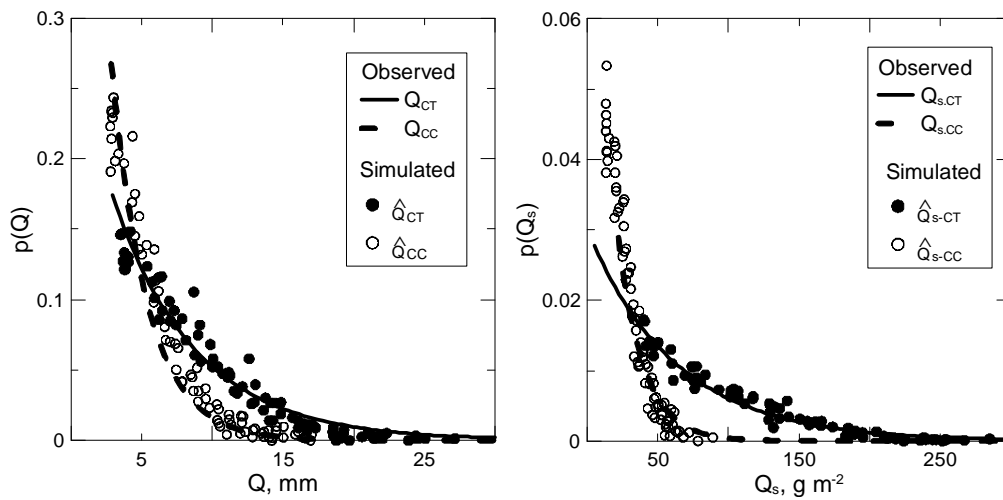 0.3
0.2
0.1
0
p(Q)
Observed
Q_CT
Q_CC
Simulated
Q̂_CT
Q̂_CC
5
15
25
Q, mm
0.06
0.04
0.02
0.00
p(Q_s)
Observed
Q_s.CT
Q_s.CC
Simulated
Q̂_s-CT
Q̂_s-CC
50
150
250
Q_s, g m⁻²